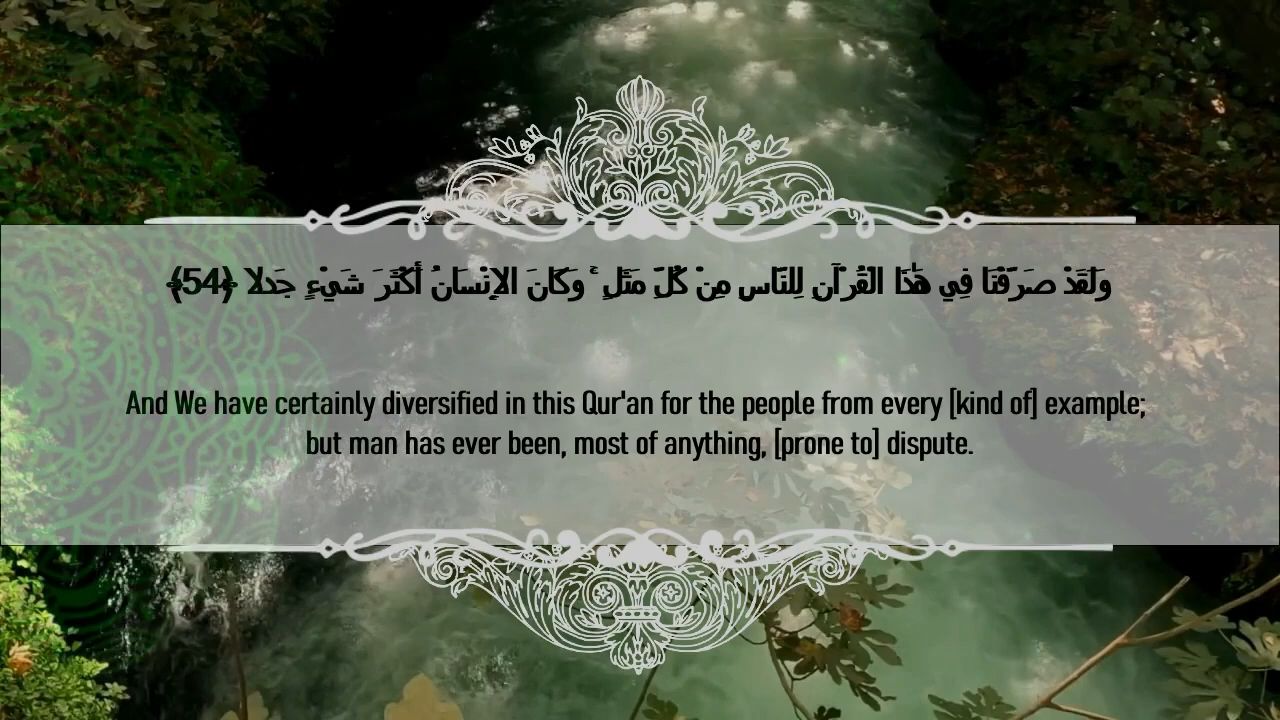 وَلَقَدْ صَرَّفْنَا فِي هَٰذَا الْقُرْآنِ لِلنَّاسِ مِنْ كُلِّ مَثَلٍ ۚ وَكَانَ الْإِنْسَانُ أَكْثَرَ شَيْءٍ جَدَلًا ﴿54﴾
And We have certainly diversified in this Qur'an for the people from every [kind of] example;
but man has ever been, most of anything, [prone to] dispute.